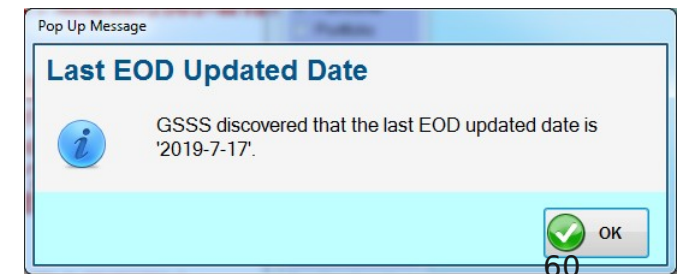 Pop Up Message
Last EOD Updated Date
GSSS discovered that the last EOD updated date is
'2019-7-17'.
OK
60